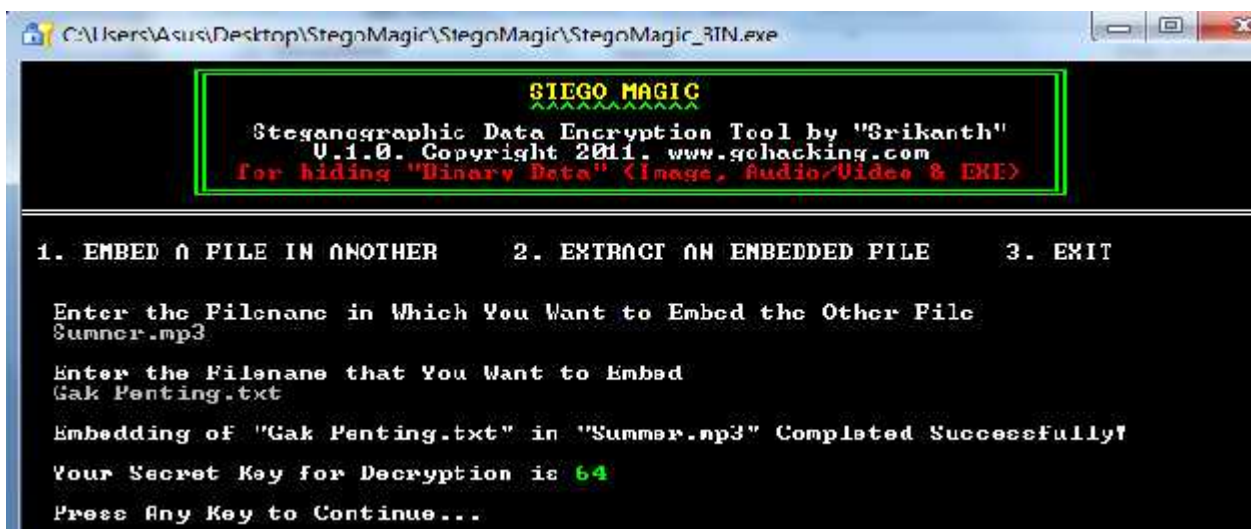 C:\Users\Asus\Desktop\StegoMagic\StegoMagic\StegoMagic_BIN.exe
STEGO MAGIC
^^^^^^^^^^^
Steganographic Data Encryption Tool by "Srikanth"
V.1.0. Copyright 2011. www.gohacking.com
for hiding "Binary Data" (Image, Audio/Video & EXE)
1. EMBED A FILE IN ANOTHER 2. EXTRACT AN EMBEDDED FILE 3. EXIT
Enter the Filename in Which You Want to Embed the Other File
Summer.mp3
Enter the Filename that You Want to Embed
Gak Penting.txt
Embedding of "Gak Penting.txt" in "Summer.mp3" Completed Successfully!
Your Secret Key for Decryption is 64
Press Any Key to Continue...